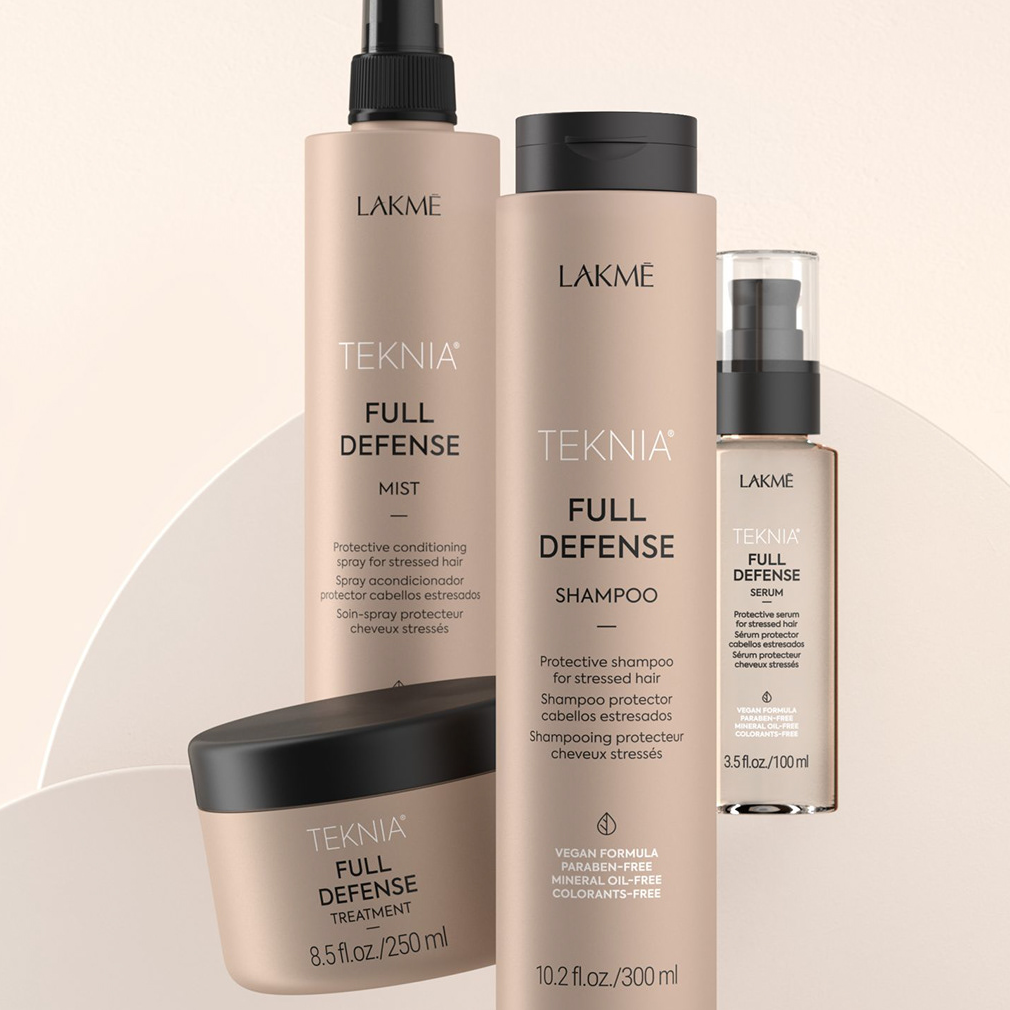 LAKMĒ
TEKNIA®
FULL
DEFENSE
MIST
Protective conditioning
spray for stressed hair
Spray acondicionador
protector cabellos estresados
Soin-spray protecteur
cheveux stressés
LAKMĒ
TEKNIA®
FULL
DEFENSE
SHAMPOO
Protective shampoo
for stressed hair
Shampoo protector
cabellos estresados
Shampooing protecteur
cheveux stressés
VEGAN FORMULA
PARABEN-FREE
MINERAL OIL-FREE
COLORANTS-FREE
10.2 fl.oz./300 ml
LAKMĒ
TEKNIA®
FULL
DEFENSE
SERUM
Protective serum
for stressed hair
Sérum protector
cabellos estresados
Sérum protecteur
cheveux stressés
VEGAN FORMULA
PARABEN-FREE
MINERAL OIL-FREE
COLORANTS-FREE
3.5 fl.oz./100 ml
TEKNIA®
FULL
DEFENSE
TREATMENT
8.5 fl.oz./250 ml